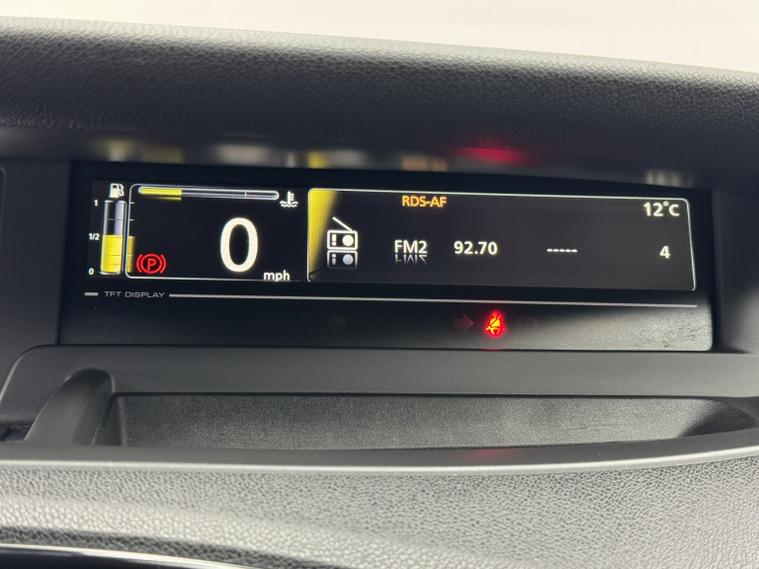 RDS-AF
12°C
1
1/2
0
0
mph
P
FM2 92.70 ----- 4
TFT DISPLAY